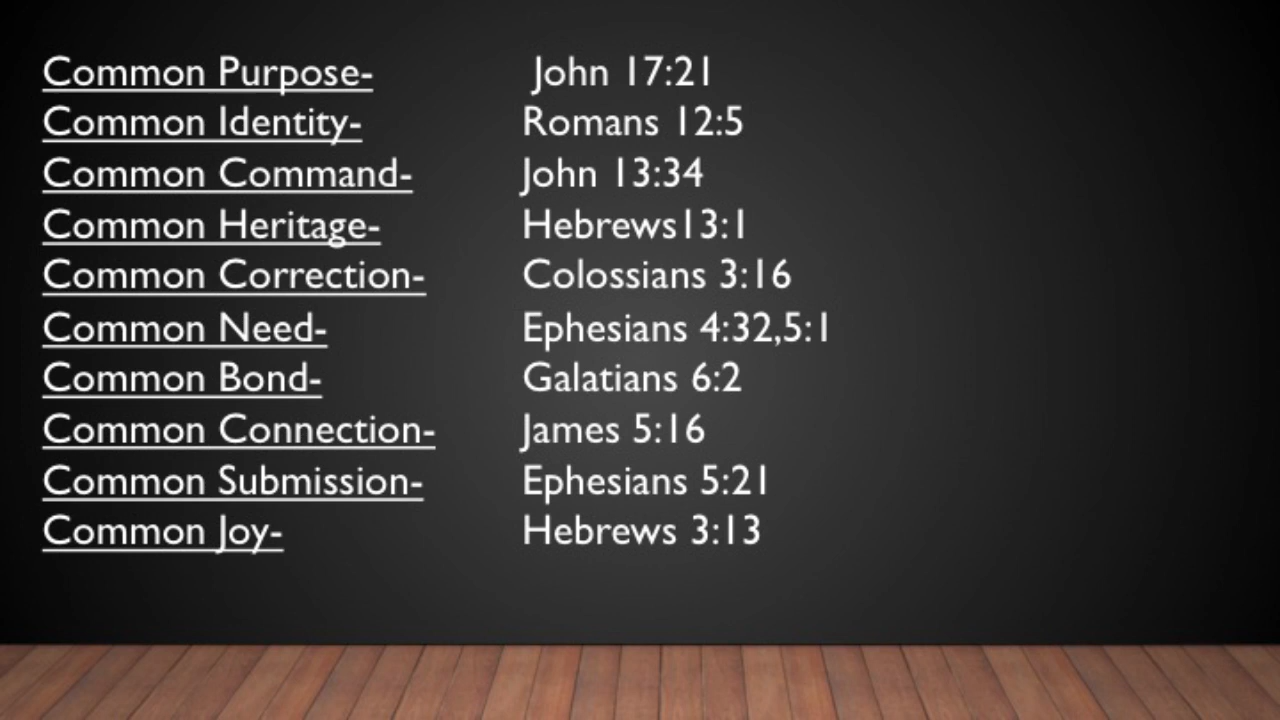 Common Purpose- John 17:21
Common Identity- Romans 12:5
Common Command- John 13:34
Common Heritage- Hebrews13:1
Common Correction- Colossians 3:16
Common Need- Ephesians 4:32,5:1
Common Bond- Galatians 6:2
Common Connection- James 5:16
Common Submission- Ephesians 5:21
Common Joy- Hebrews 3:13